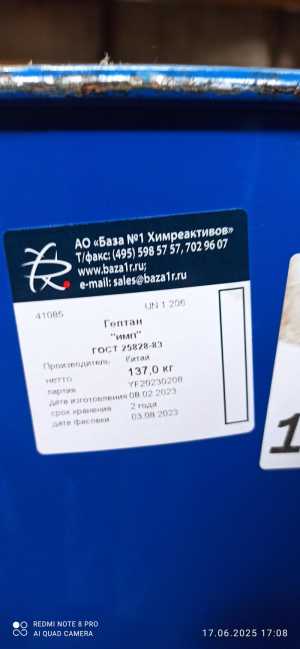 АО «База №1 Химреактивов»
Т/факс: (495) 598 57 57, 702 96 07
www.baza1r.ru;
e-mail: sales@baza1r.ru
41085 UN 1 206
Гептан
"имп"
ГОСТ 25828-83
Производитель Китай
нетто 137,0 кг
партия YF20230208
дата изготовления 08.02.2023
срок хранения 2 года
дата фасовки 03.08.2023
1
REDMI NOTE 8 PRO
AI QUAD CAMERA
17.06.2025 17:08